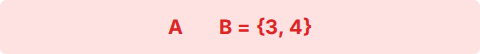 A B = {3, 4}